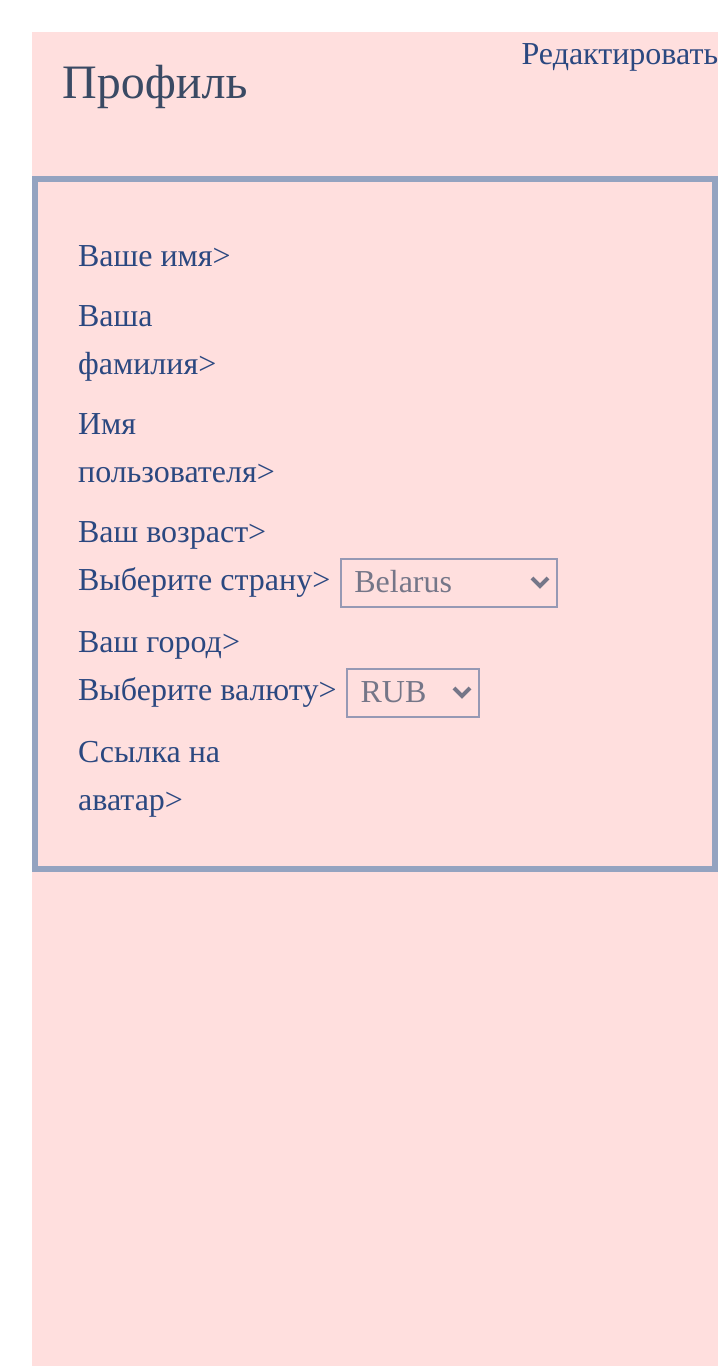 Редактировать
Профиль
Ваше имя>
Ваша
фамилия>
Имя
пользователя>
Ваш возраст>
Выберите страну> Belarus
Ваш город>
Выберите валюту> RUB
Ссылка на
аватар>